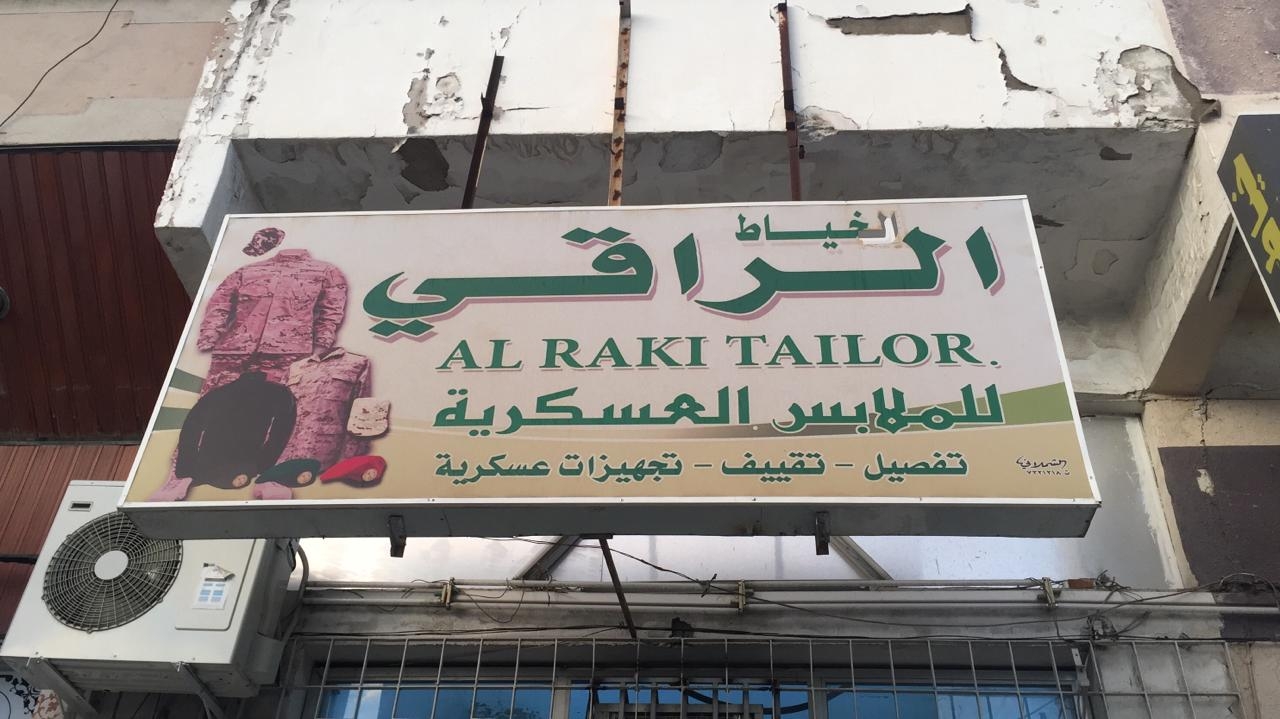 الخياط
الراقي
AL RAKI TAILOR.
للملابس العسكرية
تفصيل - تقييف - تجهيزات عسكرية